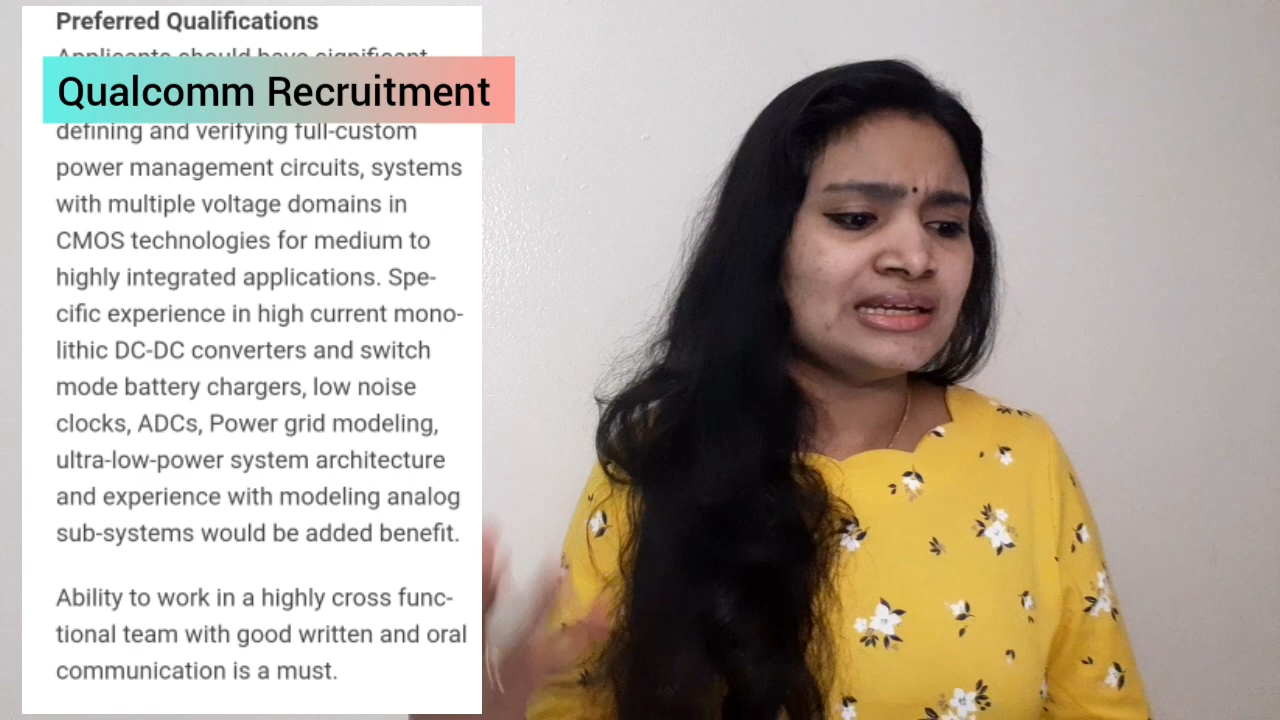 Preferred Qualifications
Applicants should have significant
Qualcomm Recruitment
defining and verifying full-custom
power management circuits, systems
with multiple voltage domains in
CMOS technologies for medium to
highly integrated applications. Spe-
cific experience in high current mono-
lithic DC-DC converters and switch
mode battery chargers, low noise
clocks, ADCs, Power grid modeling,
ultra-low-power system architecture
and experience with modeling analog
sub-systems would be added benefit.
Ability to work in a highly cross func-
tional team with good written and oral
communication is a must.